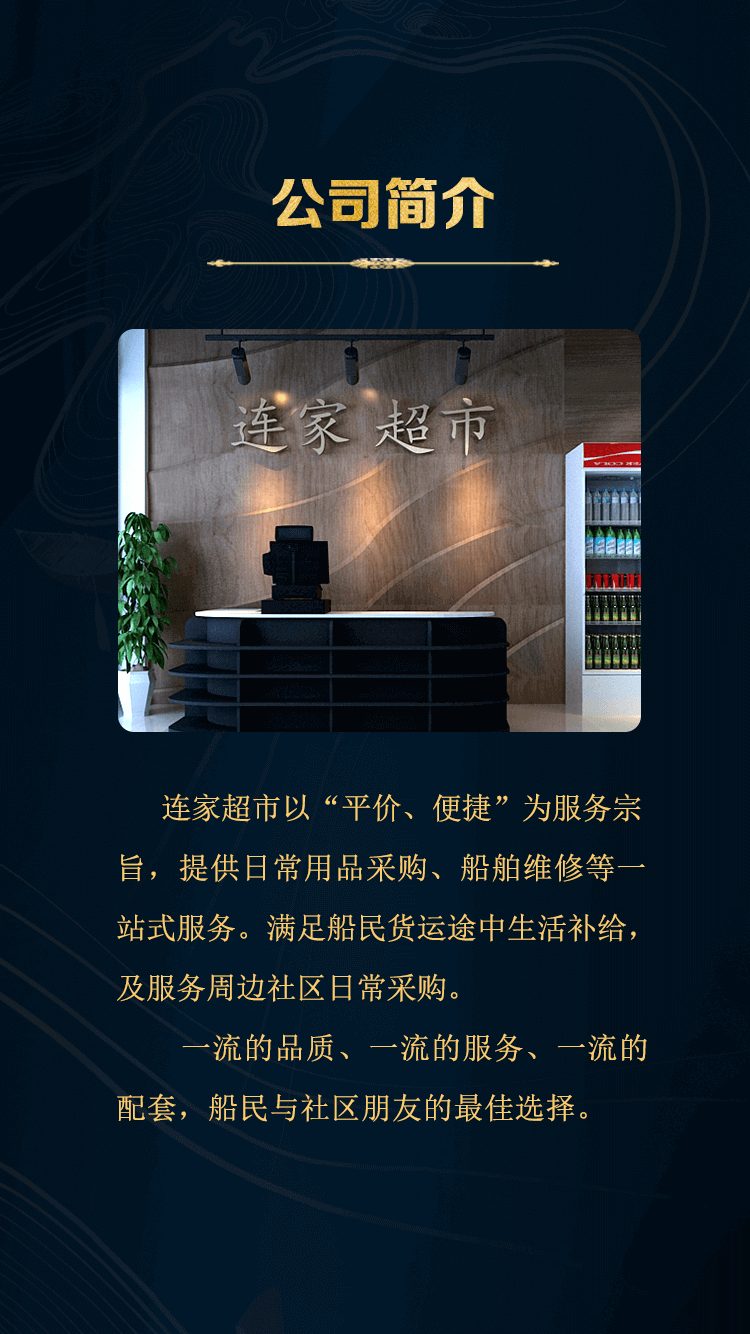 公司简介
连家 超市
连家超市以“平价、便捷”为服务宗
旨，提供日常用品采购、船舶维修等一
站式服务。满足船民货运途中生活补给，
及服务周边社区日常采购。
一流的品质、一流的服务、一流的
配套，船民与社区朋友的最佳选择。